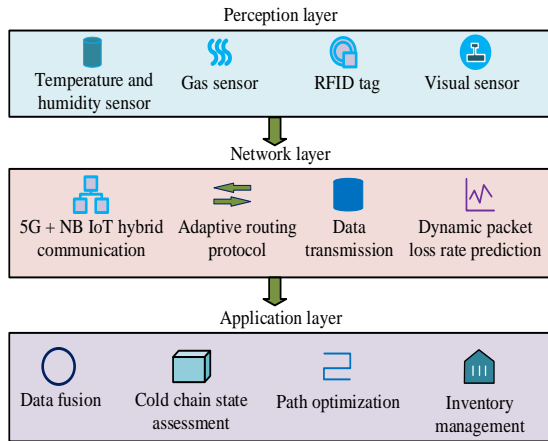 Perception layer
Temperature and
humidity sensor
Gas sensor
RFID tag
Visual sensor
Network layer
5G + NB IoT hybrid
communication
Adaptive routing
protocol
Data
transmission
Dynamic packet
loss rate prediction
Application layer
Data fusion
Cold chain state
assessment
Path optimization
Inventory
management